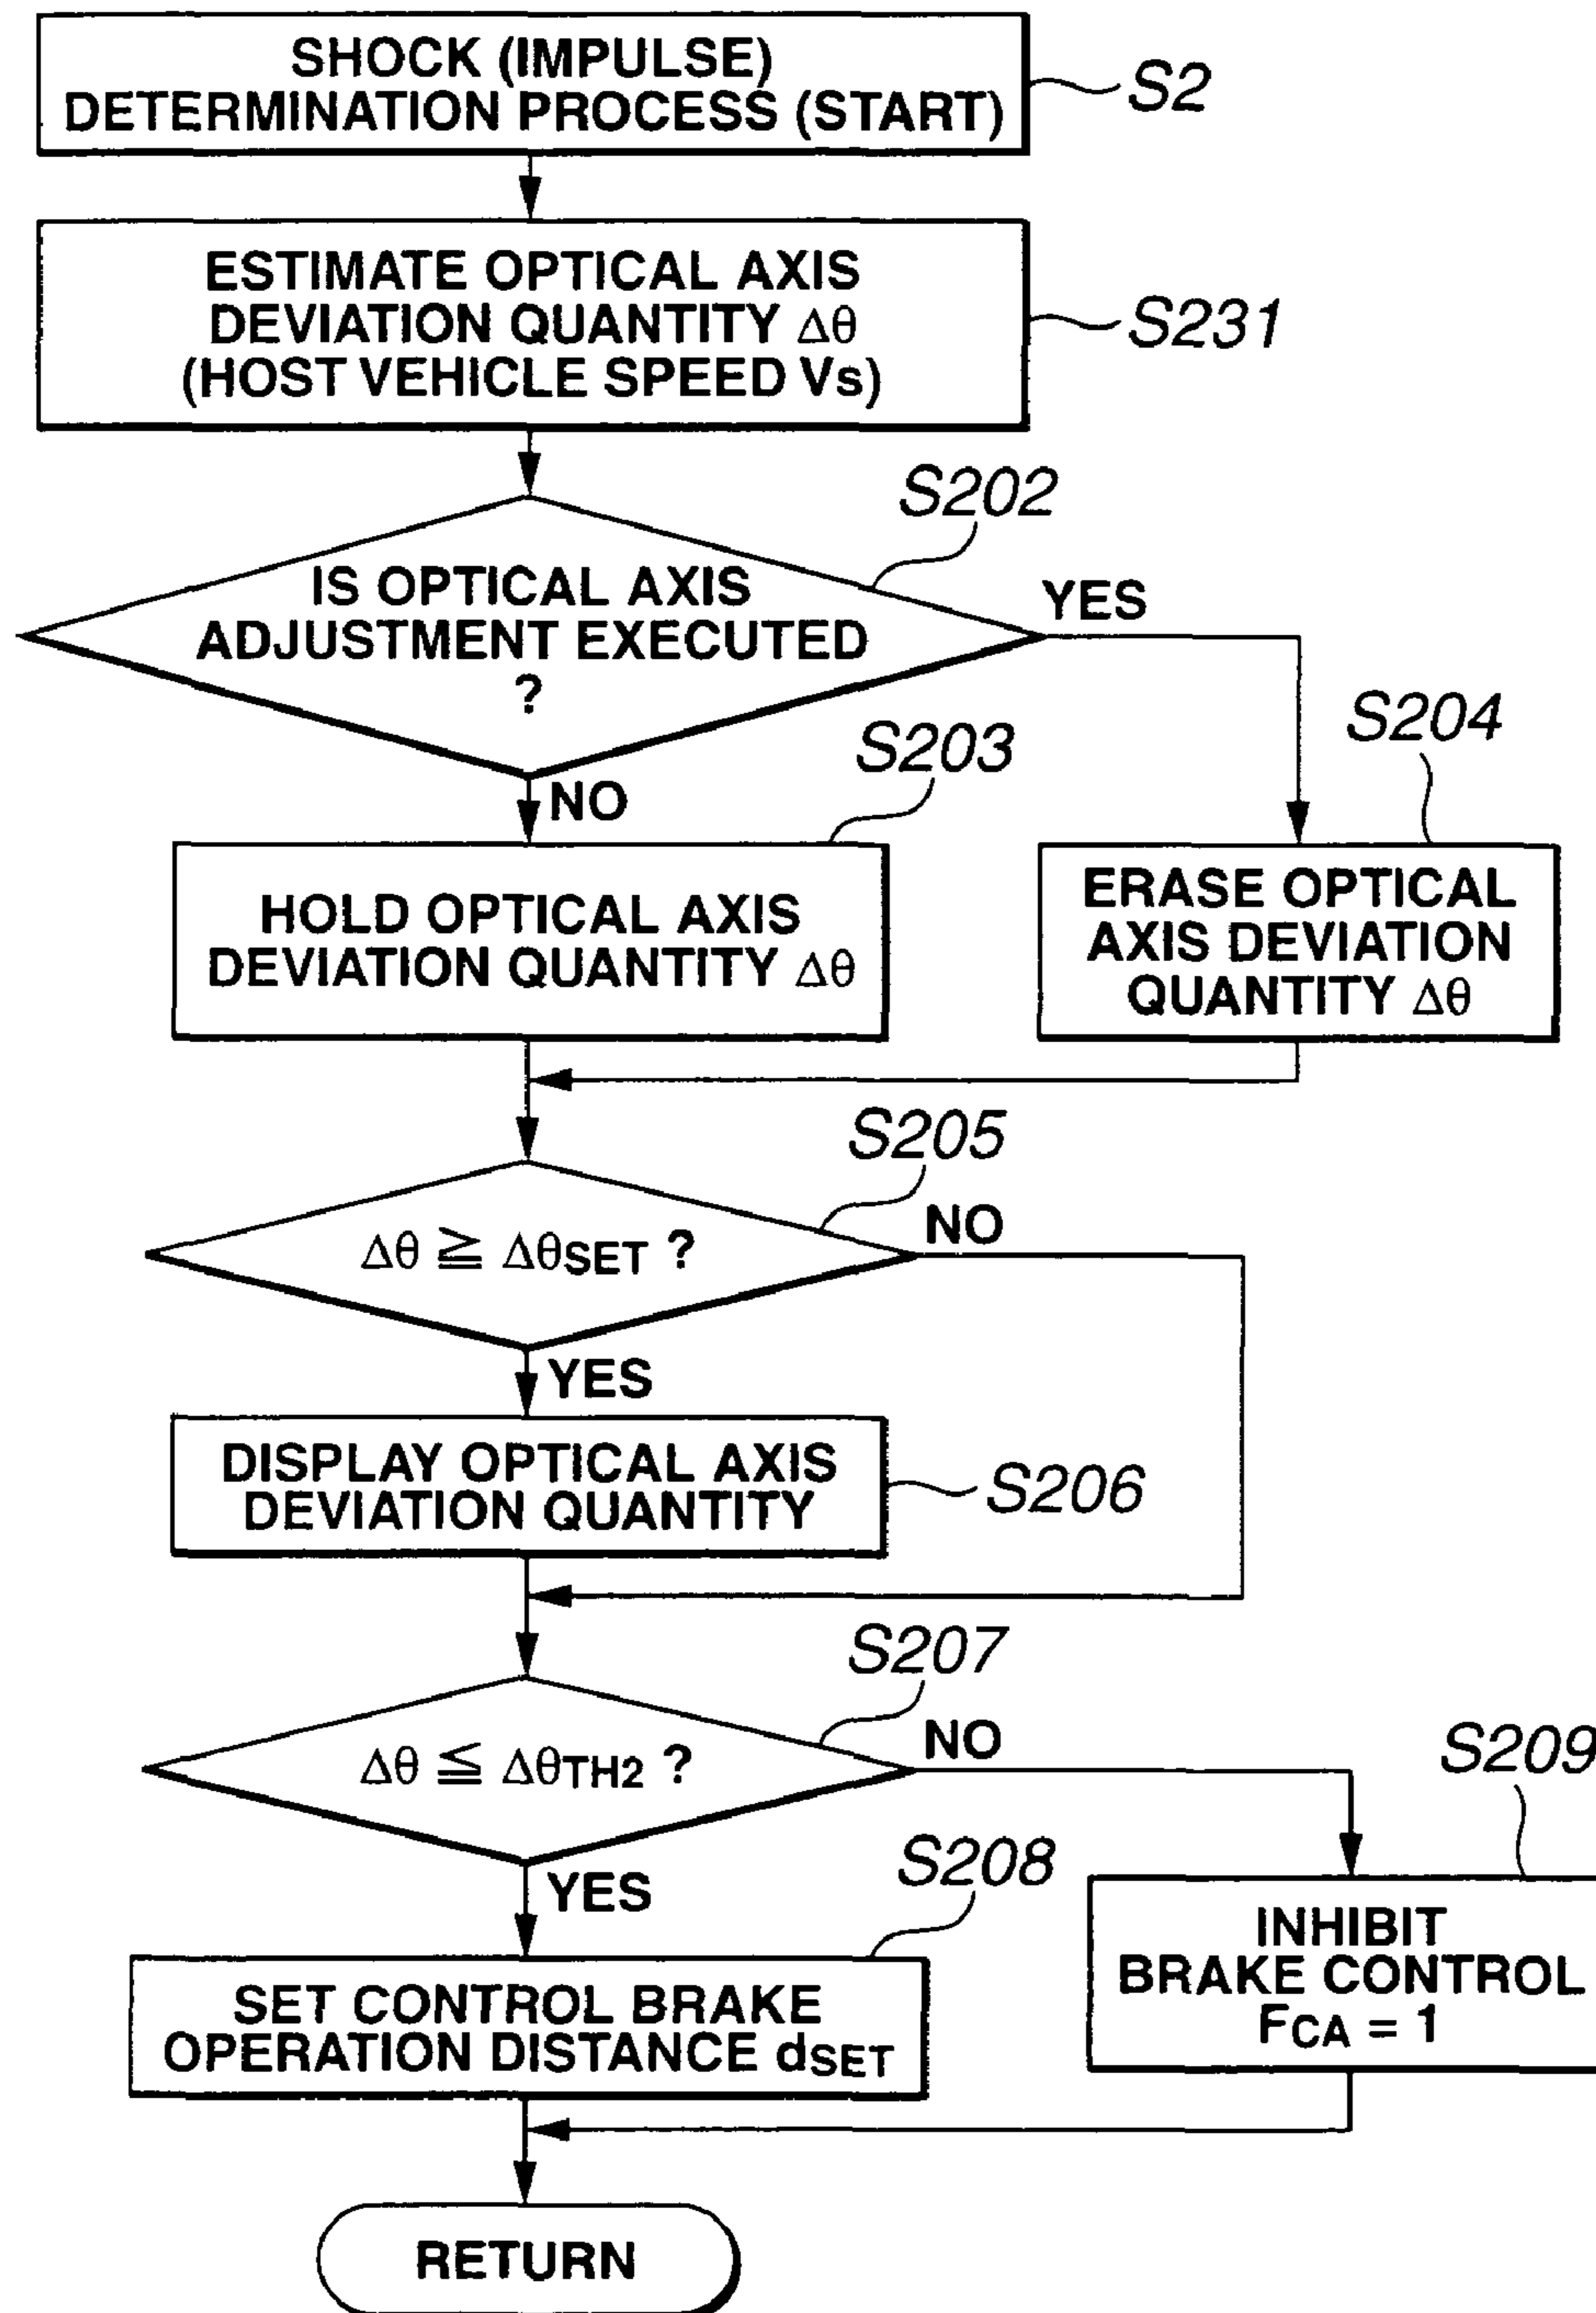 SHOCK (IMPULSE)
DETERMINATION PROCESS (START)
S2
ESTIMATE OPTICAL AXIS
DEVIATION QUANTITY Δθ
(HOST VEHICLE SPEED Vs)
S231
S202
IS OPTICAL AXIS
ADJUSTMENT EXECUTED
?
YES
NO
S203
S204
HOLD OPTICAL AXIS
DEVIATION QUANTITY Δθ
ERASE OPTICAL
AXIS DEVIATION
QUANTITY Δθ
S205
Δθ ≧ ΔθSET ?
NO
YES
DISPLAY OPTICAL AXIS
DEVIATION QUANTITY
S206
S207
Δθ ≦ ΔθTH2 ?
NO
YES
S209
S208
SET CONTROL BRAKE
OPERATION DISTANCE dSET
INHIBIT
BRAKE CONTROL
FCA = 1
RETURN